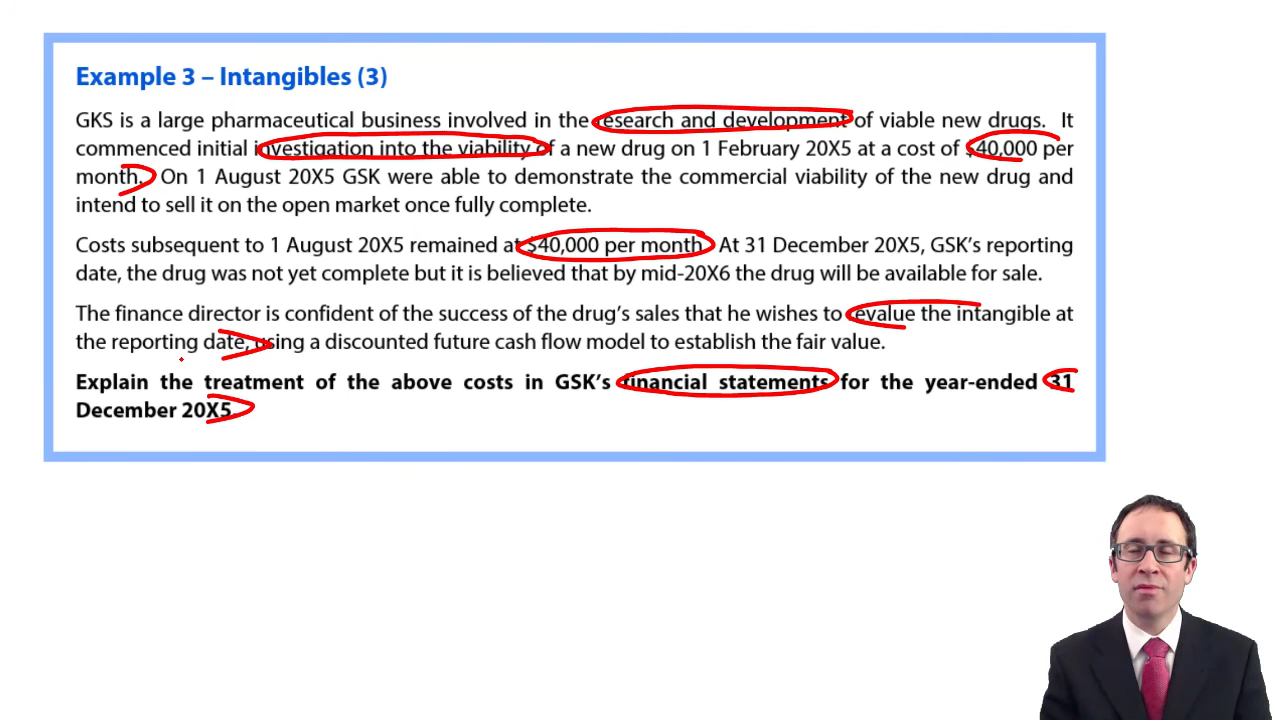 Example 3 – Intangibles (3)
GKS is a large pharmaceutical business involved in the research and development of viable new drugs. It
commenced initial investigation into the viability of a new drug on 1 February 20X5 at a cost of $40,000 per
month. On 1 August 20X5 GSK were able to demonstrate the commercial viability of the new drug and
intend to sell it on the open market once fully complete.
Costs subsequent to 1 August 20X5 remained at $40,000 per month. At 31 December 20X5, GSK's reporting
date, the drug was not yet complete but it is believed that by mid-20X6 the drug will be available for sale.
The finance director is confident of the success of the drug's sales that he wishes to revalue the intangible at
the reporting date, using a discounted future cash flow model to establish the fair value.
Explain the treatment of the above costs in GSK's financial statements for the year-ended 31
December 20X5.